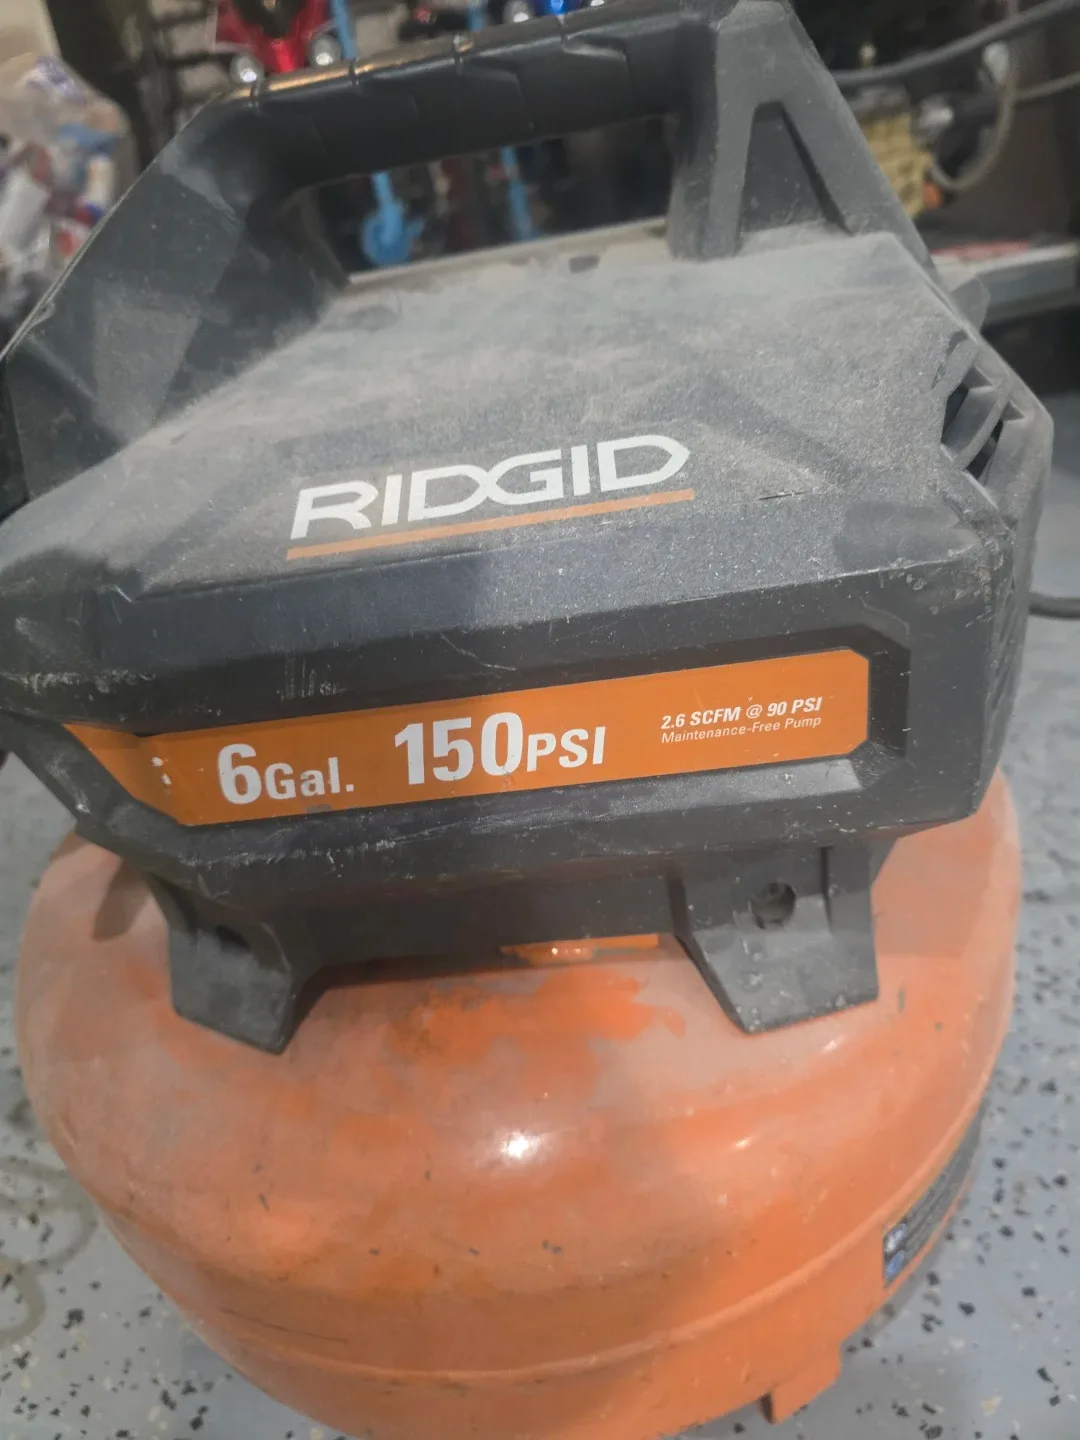 RIDGID
6Gal. 150PSI
2.6 SCFM @ 90 PSI
Maintenance-Free Pump